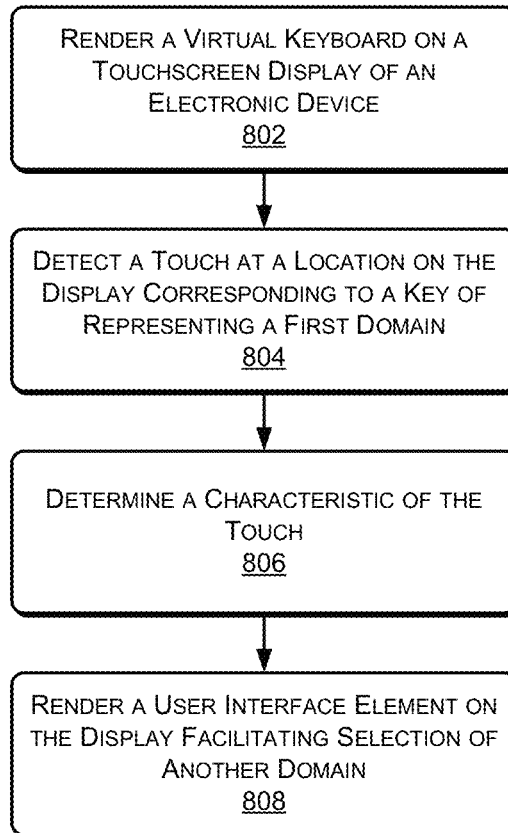 RENDER A VIRTUAL KEYBOARD ON A
TOUCHSCREEN DISPLAY OF AN
ELECTRONIC DEVICE
802
DETECT A TOUCH AT A LOCATION ON THE
DISPLAY CORRESPONDING TO A KEY OF
REPRESENTING A FIRST DOMAIN
804
DETERMINE A CHARACTERISTIC OF THE
TOUCH
806
RENDER A USER INTERFACE ELEMENT ON
THE DISPLAY FACILITATING SELECTION OF
ANOTHER DOMAIN
808